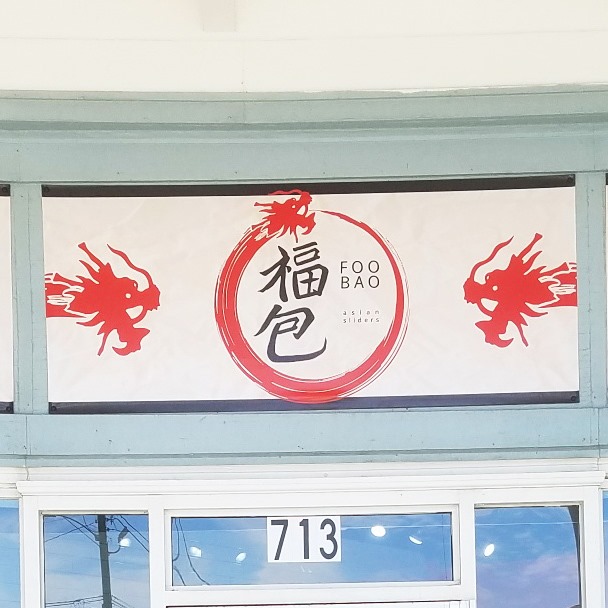 福包
FOO
BAO
asian
sliders
713